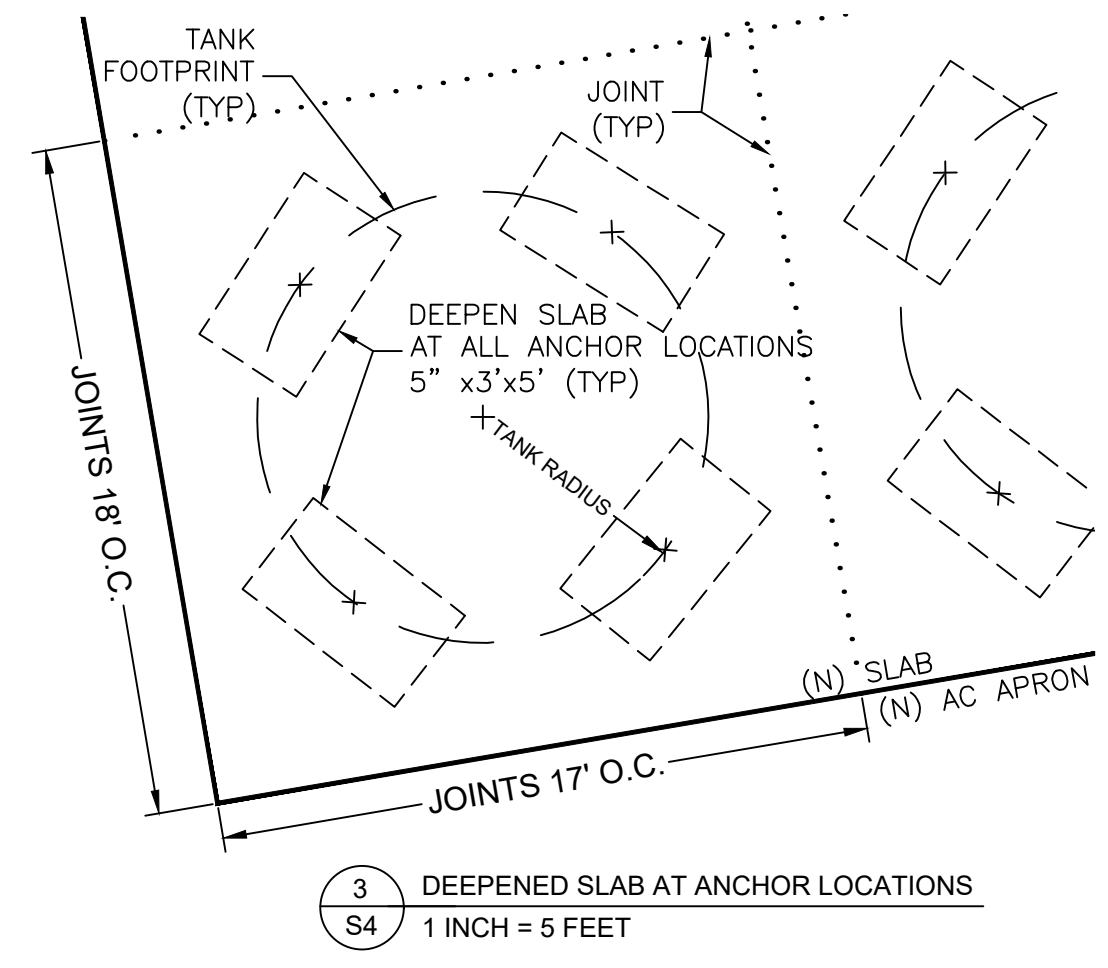 TANK
FOOTPRINT
(TYP)
JOINT
(TYP)
DEEPEN SLAB
AT ALL ANCHOR LOCATIONS
5” x3'x5' (TYP)
TANK RADIUS
JOINTS 18' O.C.
(N) SLAB
(N) AC APRON
JOINTS 17' O.C.
3
S4
DEEPENED SLAB AT ANCHOR LOCATIONS
1 INCH = 5 FEET